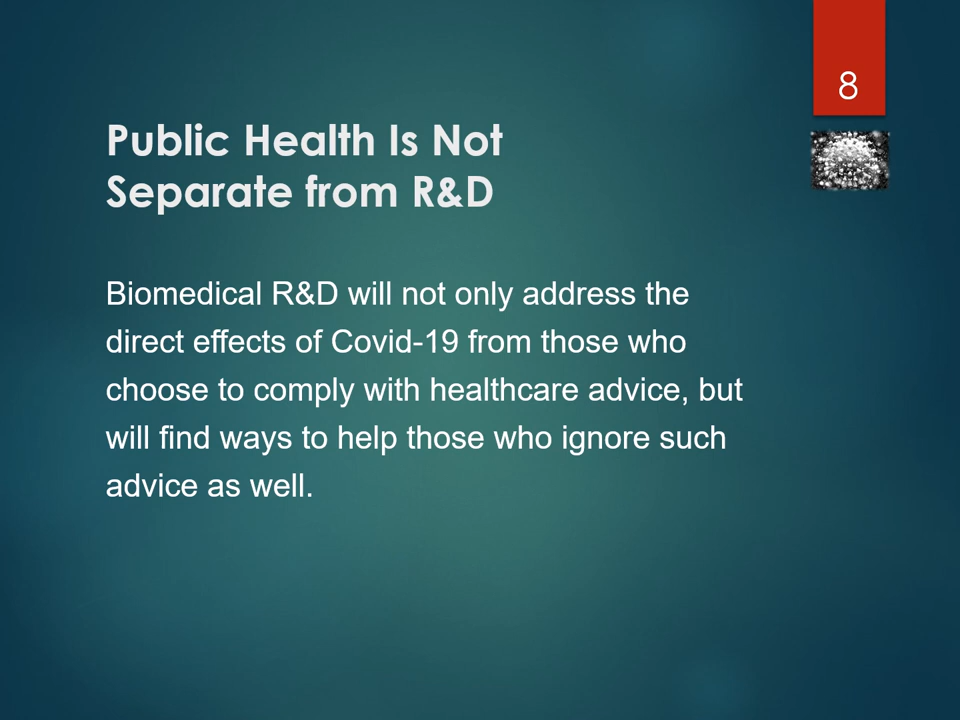 8
Public Health Is Not
Separate from R&D
Biomedical R&D will not only address the
direct effects of Covid-19 from those who
choose to comply with healthcare advice, but
will find ways to help those who ignore such
advice as well.